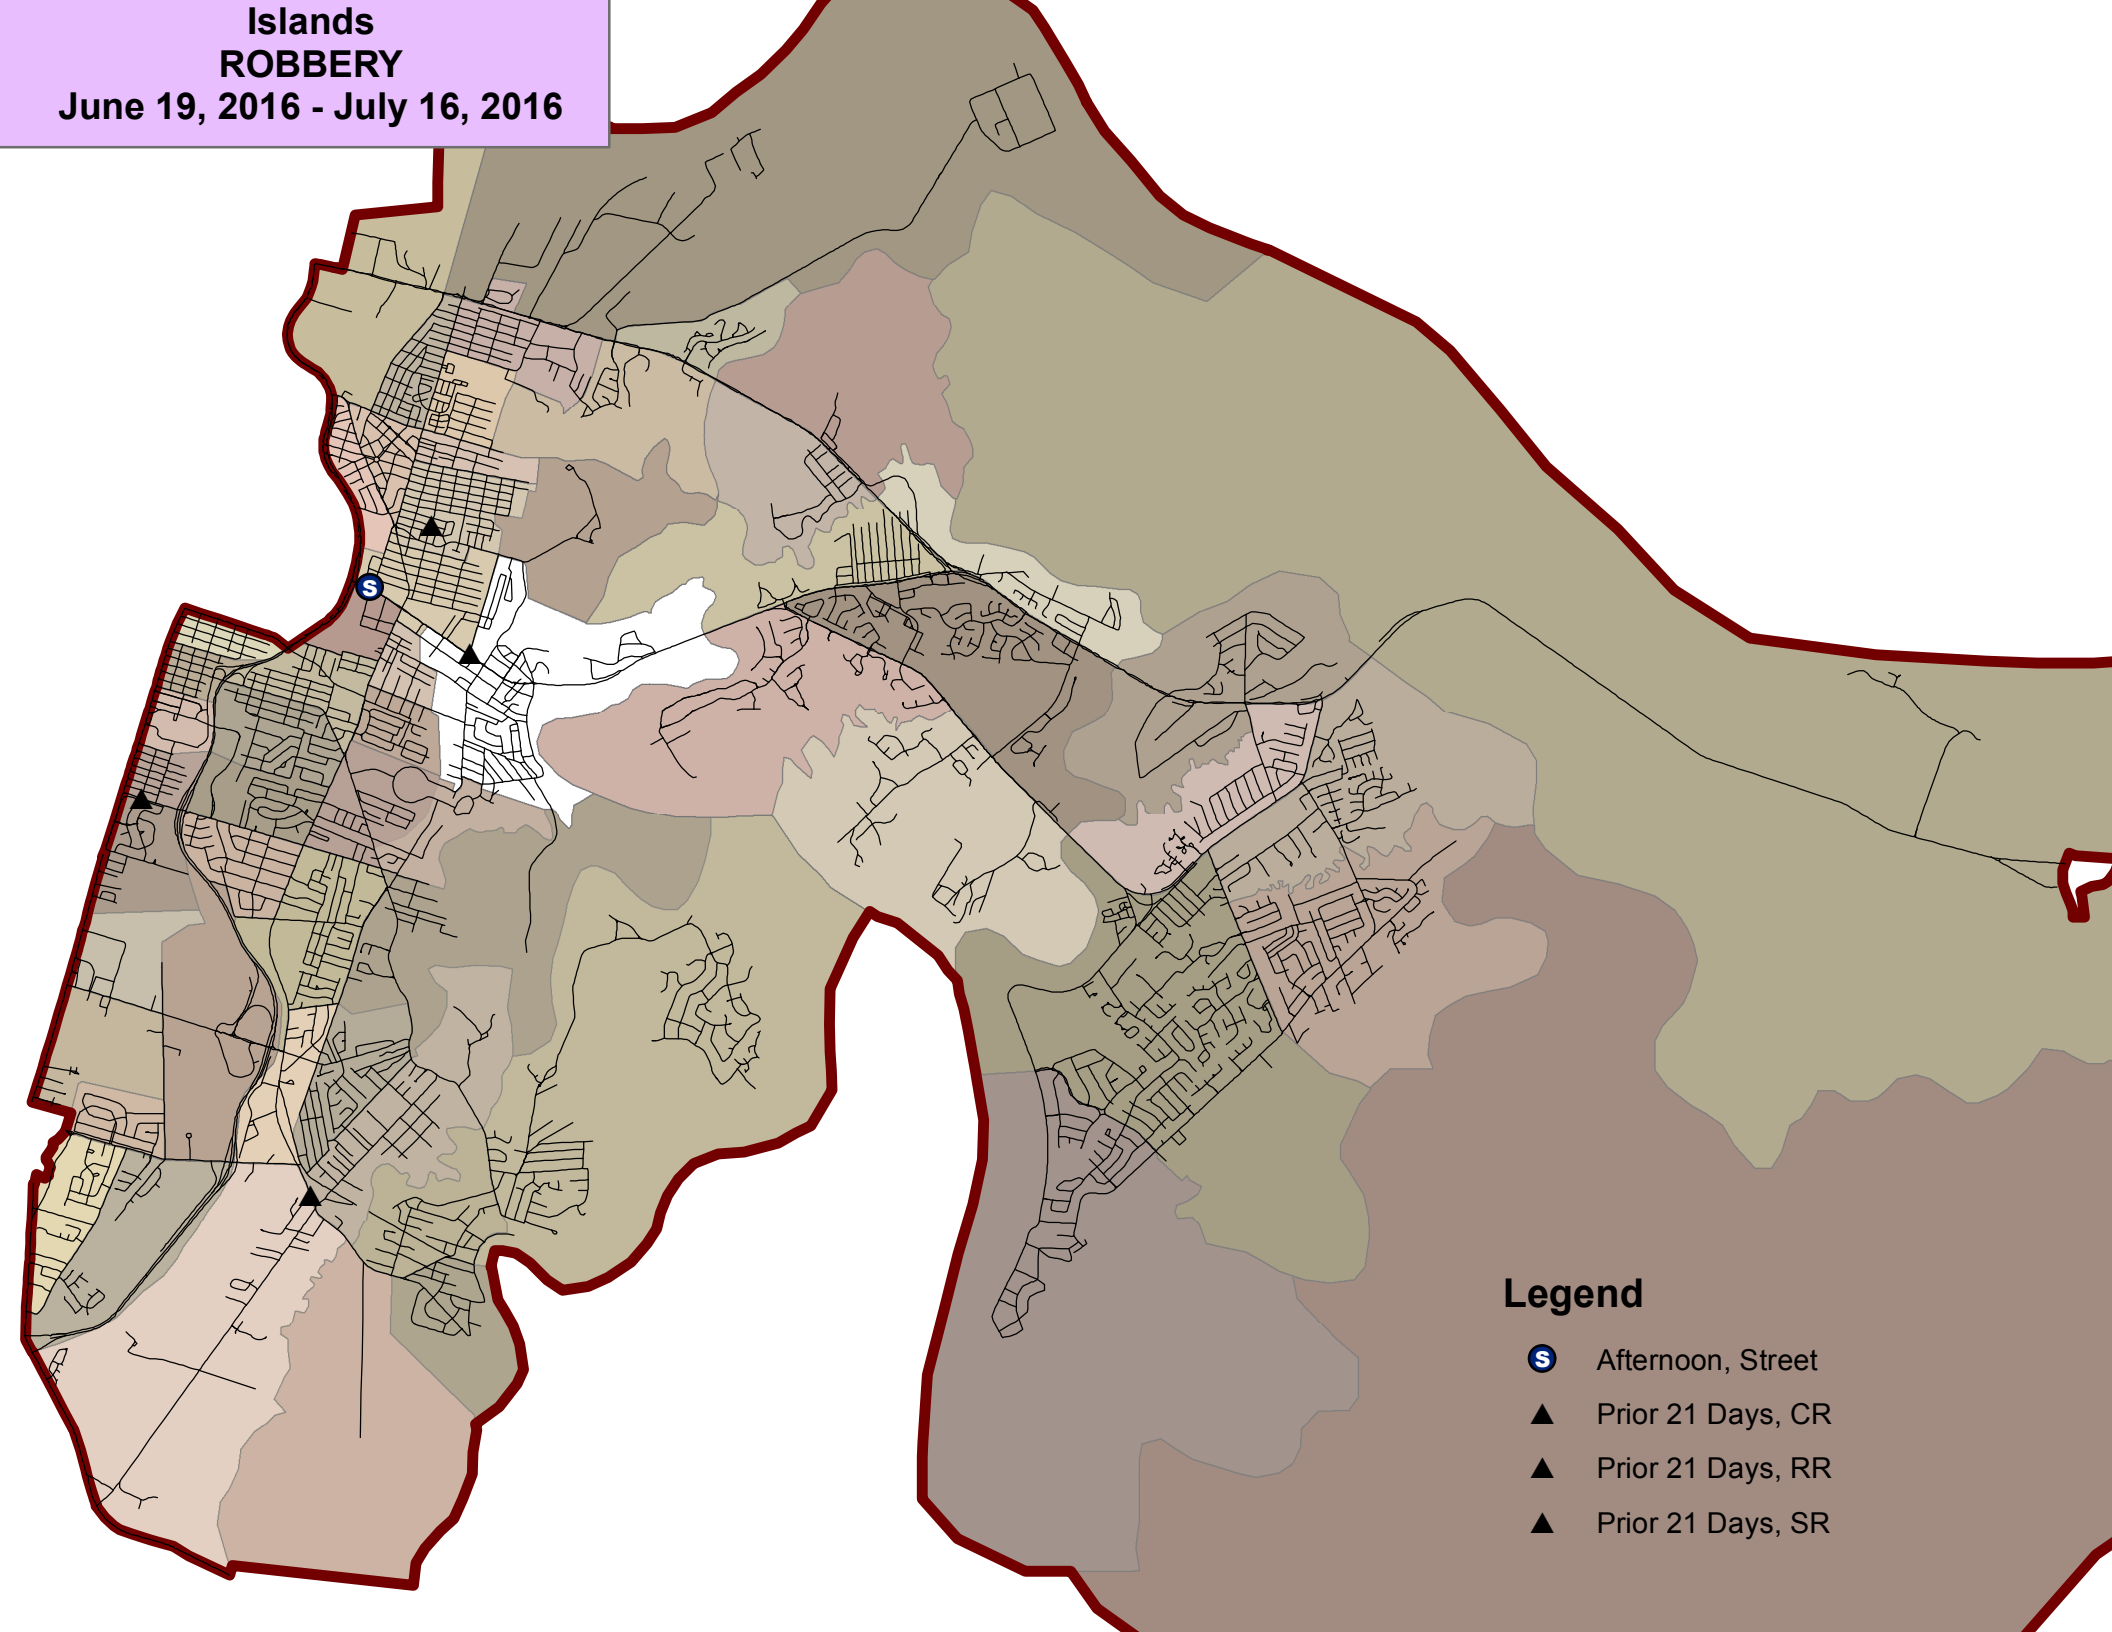 Islands
ROBBERY
June 19, 2016 - July 16, 2016
S
Legend
S Afternoon, Street
Prior 21 Days, CR
Prior 21 Days, RR
Prior 21 Days, SR